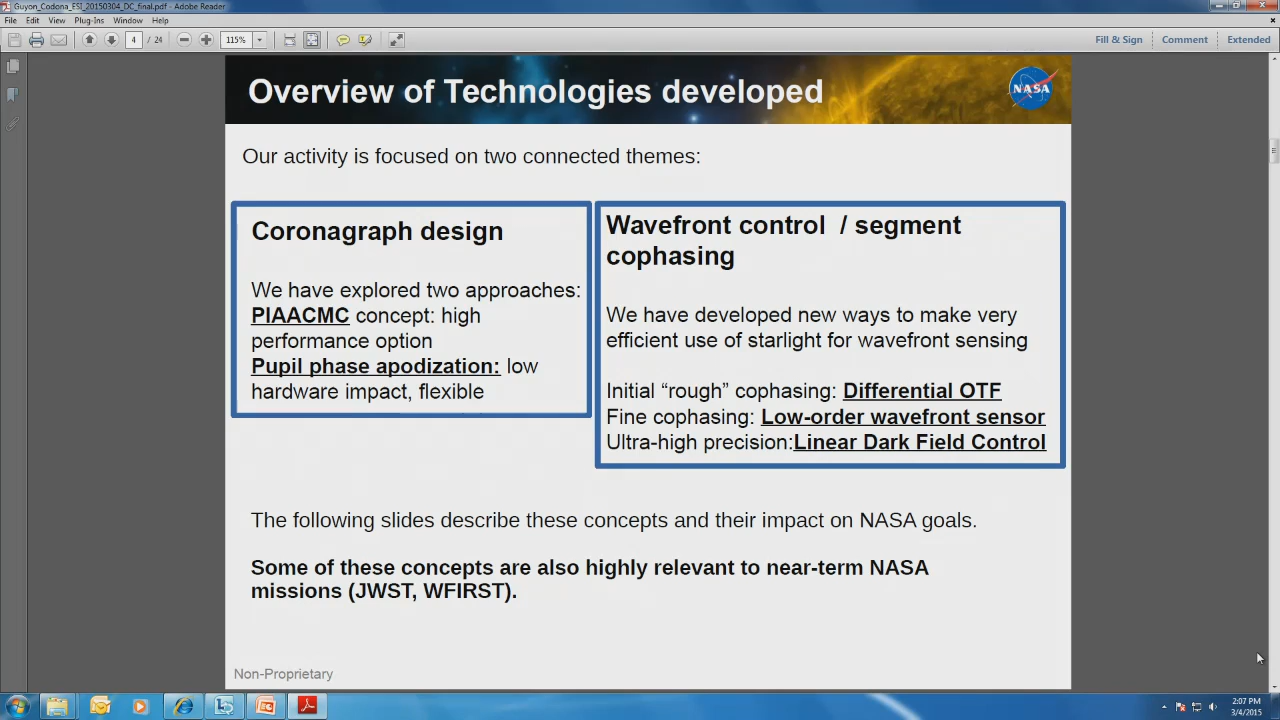 Guyon_Codona_ESI_20150304_DC_final.pdf - Adobe Reader
File Edit View Plug-Ins Window Help
4 / 24 115% Fill & Sign Comment Extended
Overview of Technologies developed
NASA
Our activity is focused on two connected themes:
Coronagraph design
We have explored two approaches:
PIAACMC concept: high
performance option
Pupil phase apodization: low
hardware impact, flexible
Wavefront control / segment
cophasing
We have developed new ways to make very
efficient use of starlight for wavefront sensing
Initial “rough” cophasing: Differential OTF
Fine cophasing: Low-order wavefront sensor
Ultra-high precision:Linear Dark Field Control
The following slides describe these concepts and their impact on NASA goals.
Some of these concepts are also highly relevant to near-term NASA
missions (JWST, WFIRST).
Non-Proprietary
2:07 PM
3/4/2015